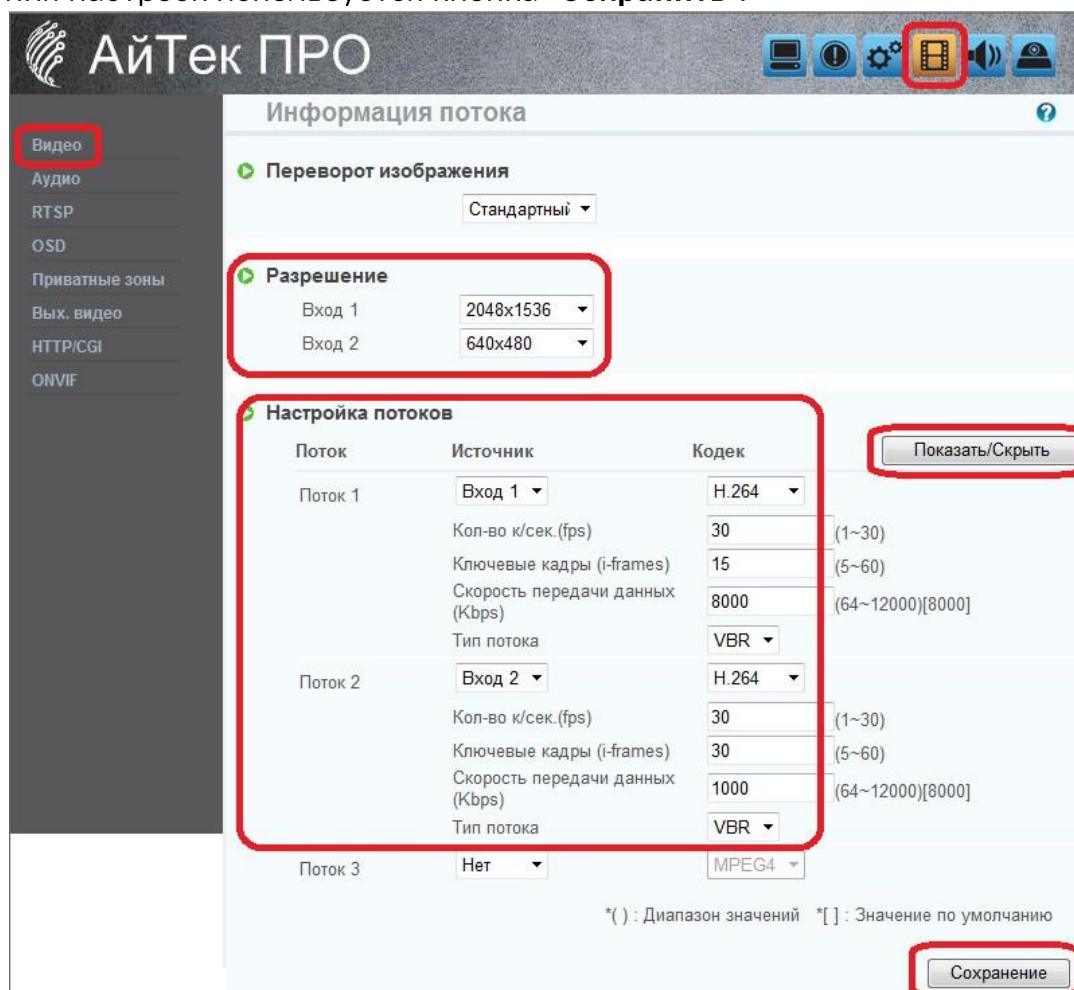 настроек используется кнопка "Сохранить".
АйТек ПРО
Информация потока
Видео
Аудио
RTSP
OSD
Приватные зоны
Вых. видео
HTTP/CGI
ONVIF
Переворот изображения
Стандартный
Разрешение
Вход 1 2048x1536
Вход 2 640x480
Настройка потоков
Поток Источник Кодек Показать/Скрыть
Поток 1 Вход 1 H.264
Кол-во к/сек.(fps) 30 (1~30)
Ключевые кадры (i-frames) 15 (5~60)
Скорость передачи данных
(Kbps) 8000 (64~12000)[8000]
Тип потока VBR
Поток 2 Вход 2 H.264
Кол-во к/сек.(fps) 30 (1~30)
Ключевые кадры (i-frames) 30 (5~60)
Скорость передачи данных
(Kbps) 1000 (64~12000)[8000]
Тип потока VBR
Поток 3 Нет MPEG4
*( ) : Диапазон значений *[ ] : Значение по умолчанию
Сохранение